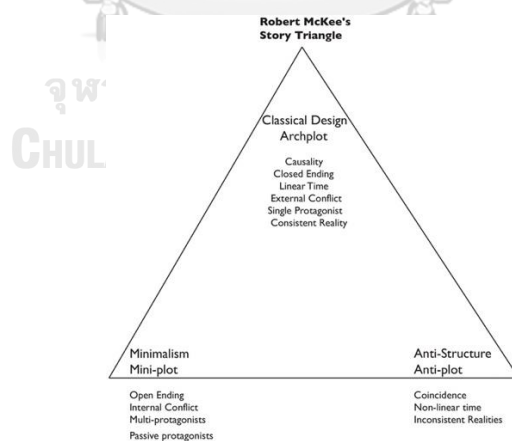 Robert McKee's
Story Triangle
Classical Design
Archplot
Causality
Closed Ending
Linear Time
External Conflict
Single Protagonist
Consistent Reality
Minimalism
Mini-plot
Open Ending
Internal Conflict
Multi-protagonists
Passive protagonists
Anti-Structure
Anti-plot
Coincidence
Non-linear time
Inconsistent Realities